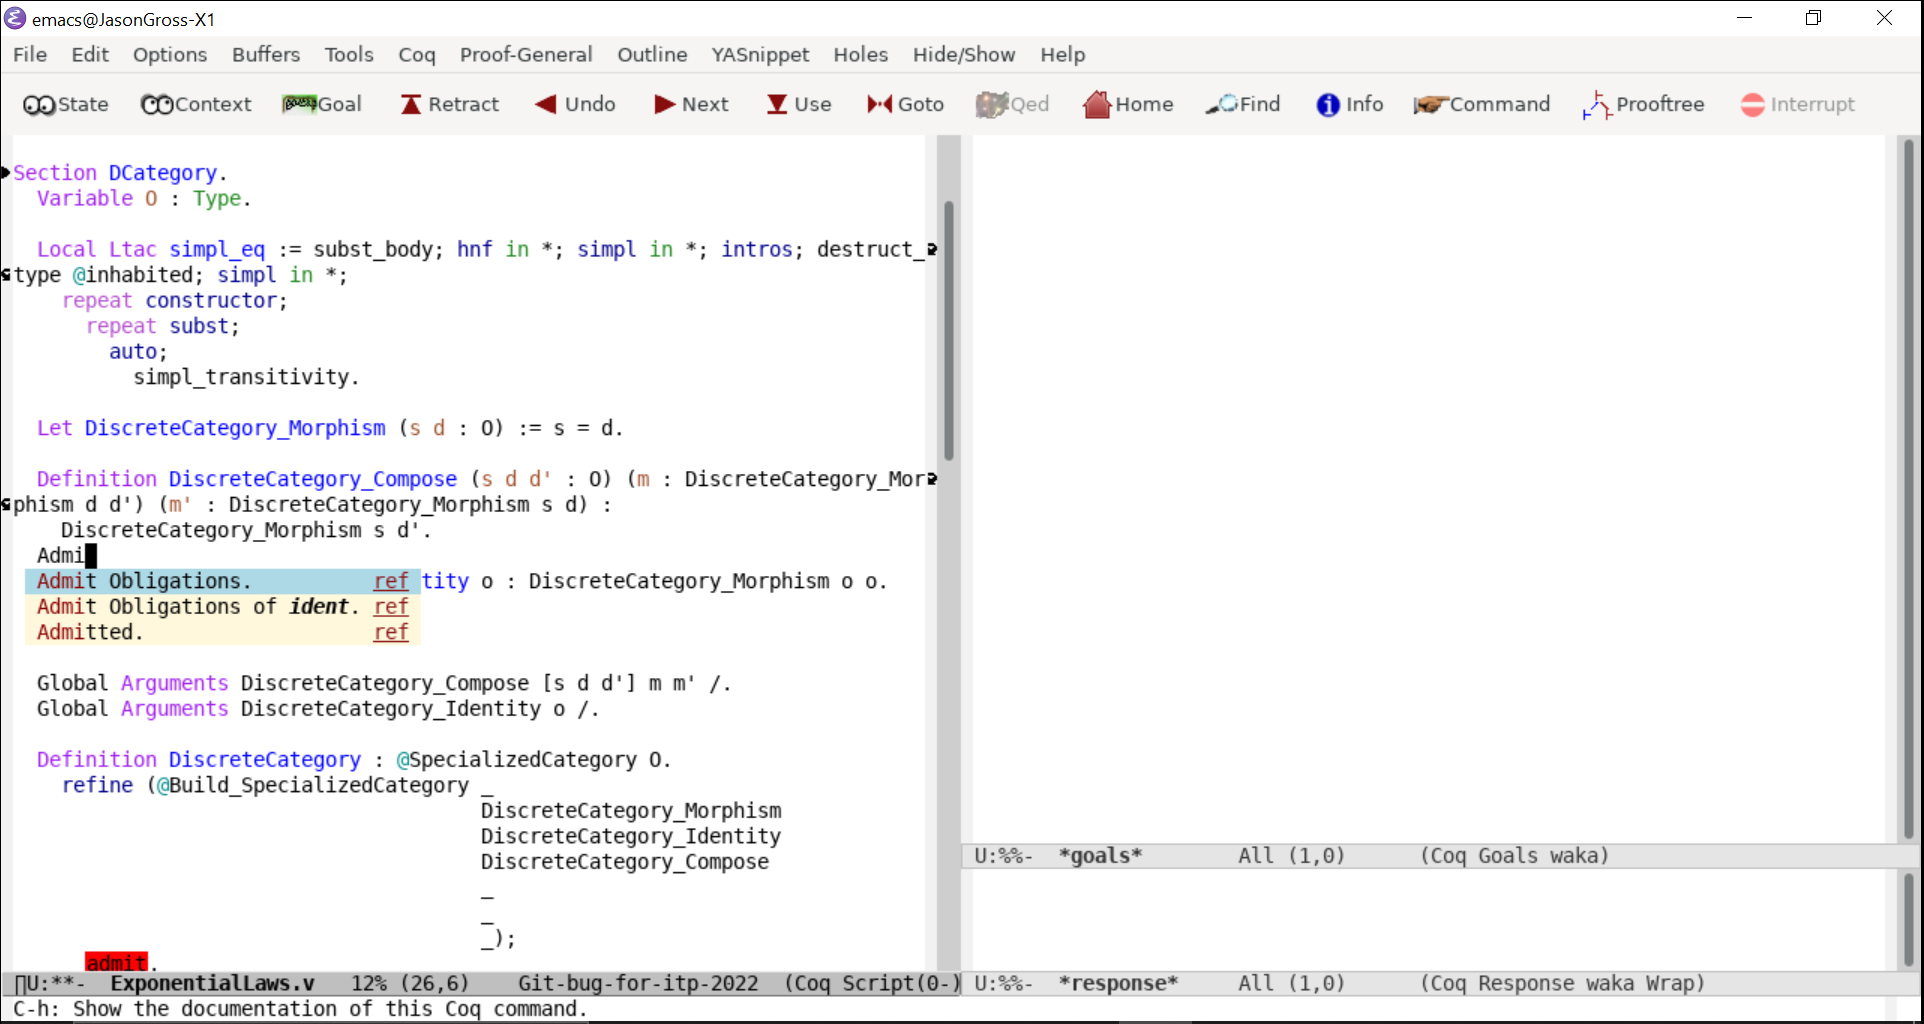 emacs@JasonGross-X1
File Edit Options Buffers Tools Coq Proof-General Outline YASnippet Holes Hide/Show Help
State Context Goal Retract Undo Next Use Goto Qed Home Find Info Command Prooftree Interrupt
Section DCategory.
Variable O : Type.
Local Ltac simpl_eq := subst_body; hnf in *; simpl in *; intros; destruct_
type @inhabited; simpl in *;
repeat constructor;
repeat subst;
auto;
simpl_transitivity.
Let DiscreteCategory_Morphism (s d : O) := s = d.
Definition DiscreteCategory_Compose (s d d' : O) (m : DiscreteCategory_Mor
phism d d') (m' : DiscreteCategory_Morphism s d) :
DiscreteCategory_Morphism s d'.
Admi
Admit Obligations. ref tity o : DiscreteCategory_Morphism o o.
Admit Obligations of ident. ref
Admitted. ref
Global Arguments DiscreteCategory_Compose [s d d'] m m' /.
Global Arguments DiscreteCategory_Identity o /.
Definition DiscreteCategory : @SpecializedCategory O.
refine (@Build_SpecializedCategory _
DiscreteCategory_Morphism
DiscreteCategory_Identity
DiscreteCategory_Compose
_
_
_);
admit.
U:**- ExponentialLaws.v 12% (26,6) Git-bug-for-itp-2022 (Coq Script(0-)
C-h: Show the documentation of this Coq command.
U:%%- *goals* All (1,0) (Coq Goals waka)
U:%%- *response* All (1,0) (Coq Response waka Wrap)